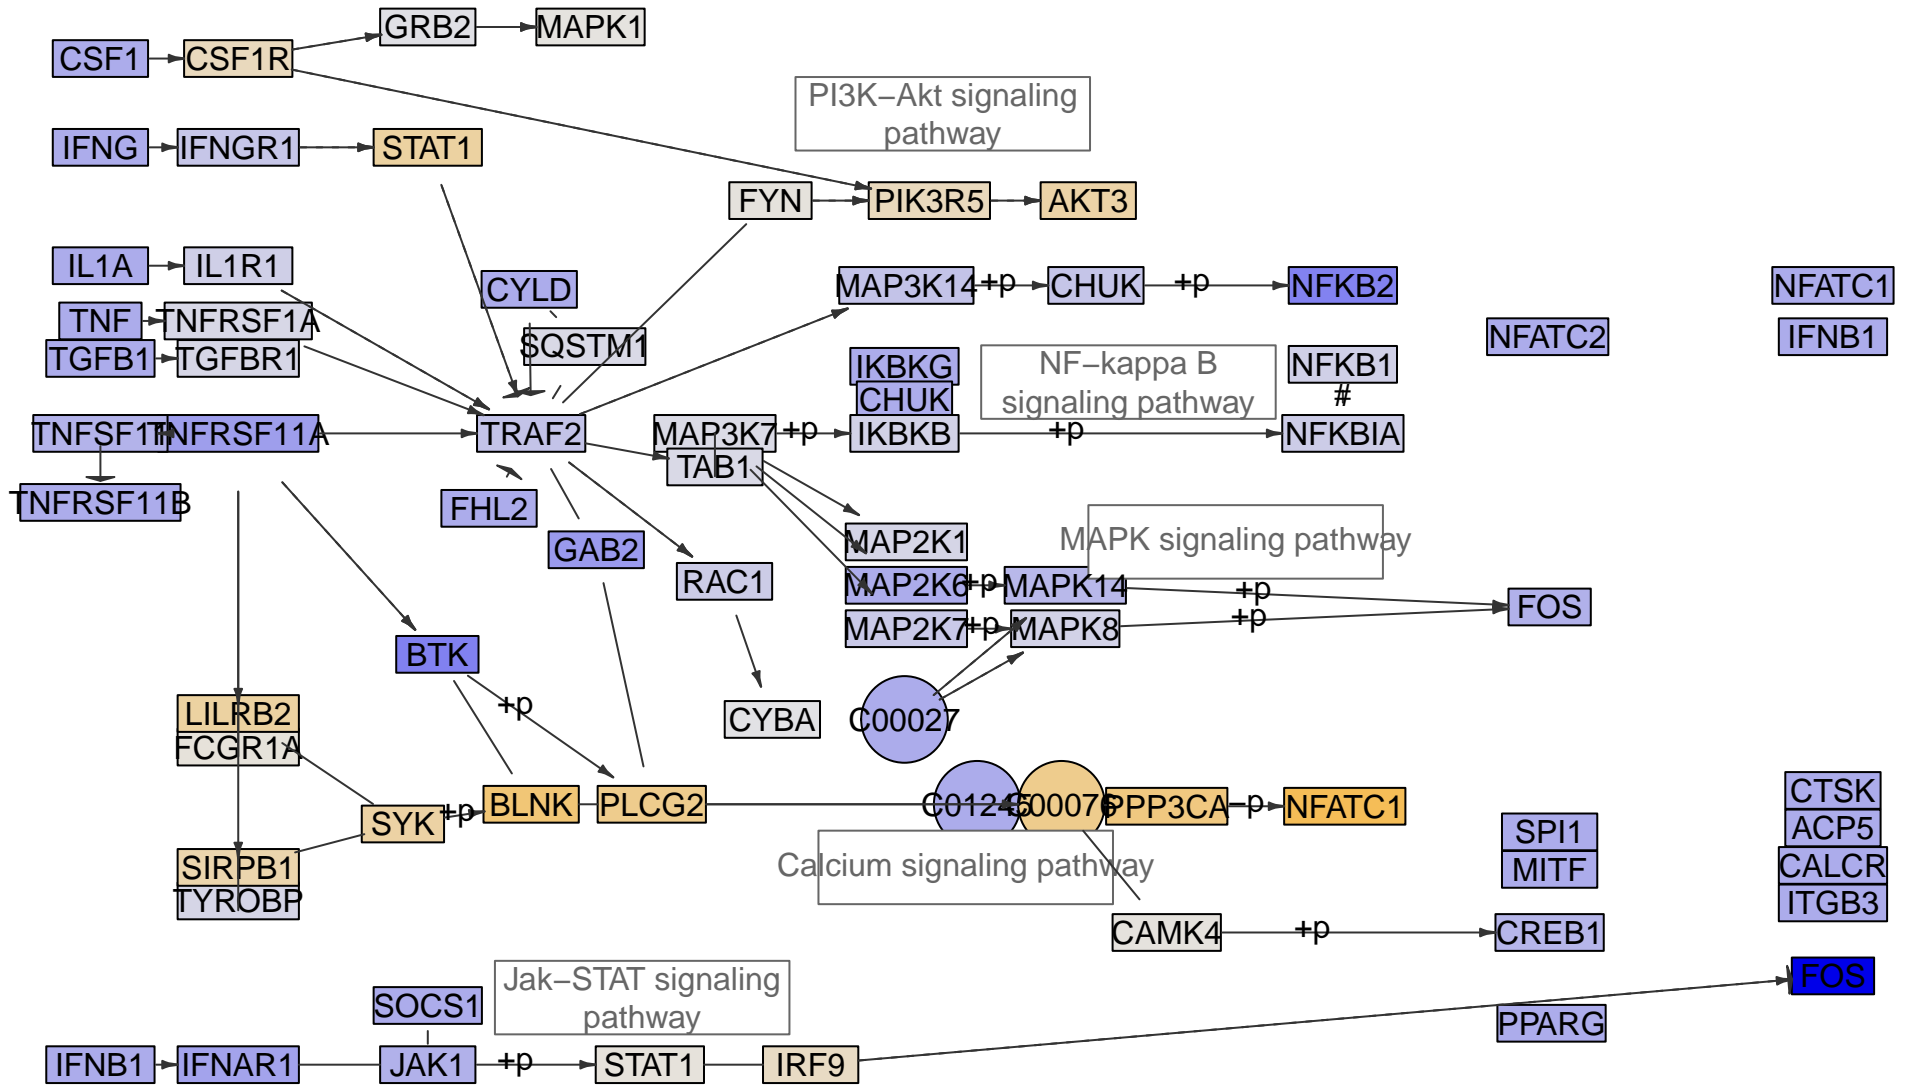 GRB2
MAPK1
CSF1
CSF1R
PI3K−Akt signaling
pathway
IFNG
IFNGR1
STAT1
FYN
PIK3R5
AKT3
IL1A
IL1R1
CYLD
MAP3K14
+p
CHUK
+p
NFKB2
NFATC1
TNF
TNFRSF1A
SQSTM1
NFATC2
IFNB1
TGFB1
TGFBR1
IKBKG
NF−kappa B
signaling pathway
NFKB1
CHUK
#
TNFSF11
TNFRSF11A
TRAF2
MAP3K7
+p
IKBKB
+p
NFKBIA
TAB1
TNFRSF11B
FHL2
GAB2
MAP2K1
MAPK signaling pathway
RAC1
MAP2K6
+p
MAPK14
+p
FOS
MAP2K7
+p
MAPK8
+p
BTK
+p
LILRB2
FCGR1A
CYBA
C00027
SYK
+p
BLNK
PLCG2
C01245
C00076
PPP3CA
−p
NFATC1
CTSK
SPI1
ACP5
SIRPB1
Calcium signaling pathway
MITF
CALCR
TYROBP
ITGB3
CAMK4
+p
CREB1
Jak−STAT signaling
pathway
FOS
SOCS1
PPARG
IFNB1
IFNAR1
JAK1
+p
STAT1
IRF9